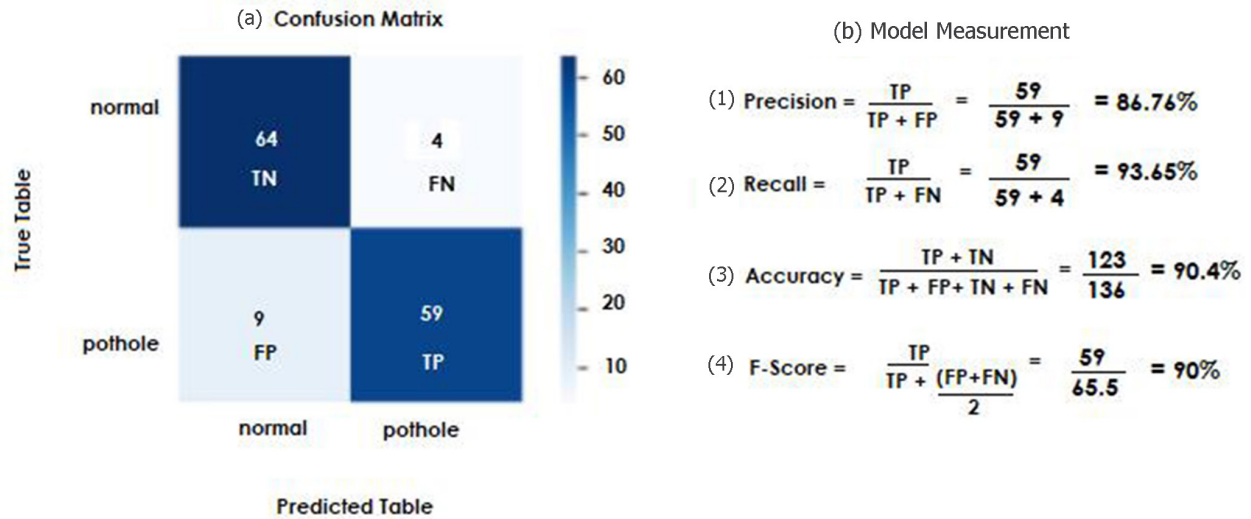 (a) Confusion Matrix
normal
pothole
True Table
64
TN
4
FN
9
FP
59
TP
normal pothole
Predicted Table
60
50
40
30
20
10
(b) Model Measurement
(1) Precision = TP / TP + FP = 59 / 59 + 9 = 86.76%
(2) Recall = TP / TP + FN = 59 / 59 + 4 = 93.65%
(3) Accuracy = TP + TN / TP + FP+ TN + FN = 123 / 136 = 90.4%
(4) F-Score = TP / TP + (FP+FN) / 2 = 59 / 65.5 = 90%